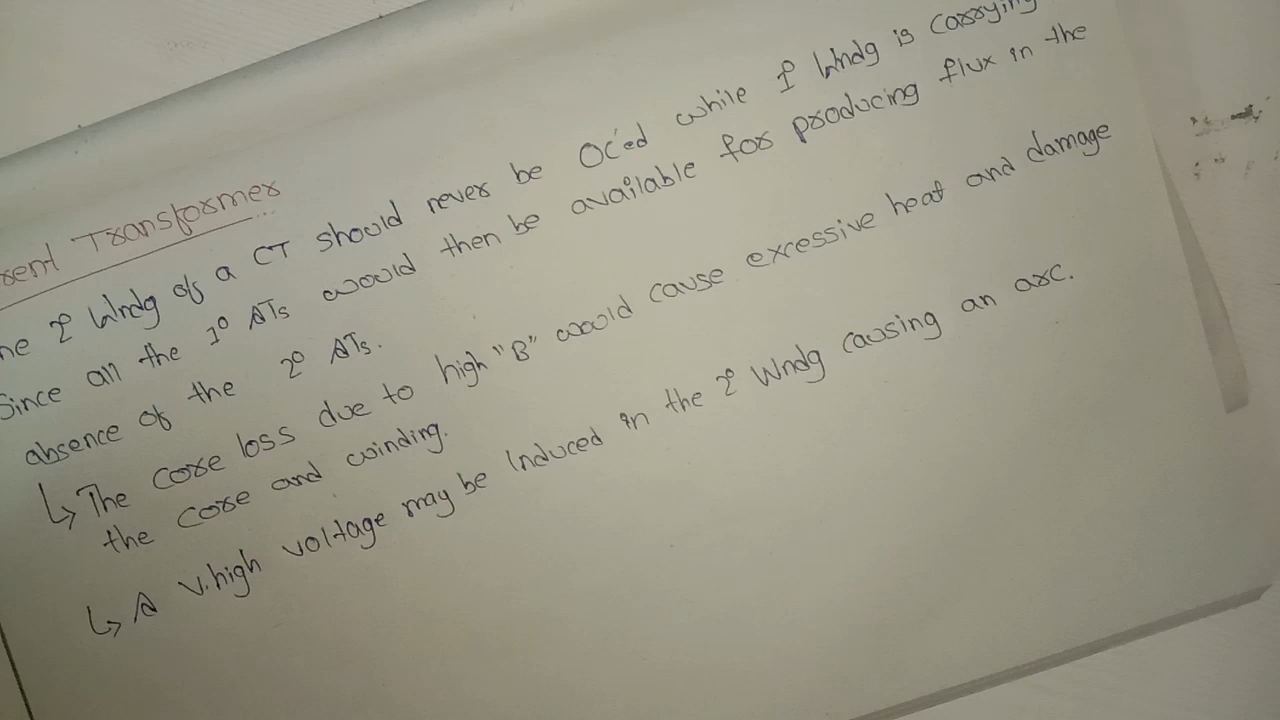 rent Transformer
he 2° Wndg of a CT should never be OC'ed while 1° Wndg is carrying
Since all the 1° ATs would then be available for producing flux in the
absence of the 2° ATs.
↳ The core loss due to high "B" would cause excessive heat and damage
the core and winding.
↳ A v.high voltage may be Induced in the 2° Wndg causing an arc.